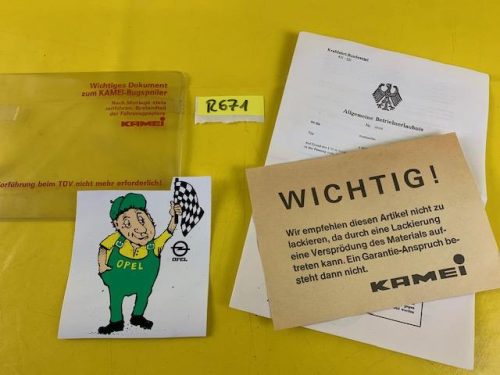 Wichtiges Dokument
zum KAMEI-Bugspoiler
Nach Montage stets
mitführen. Bestandteil
der Fahrzeugpapiere
KAMEI
Vorführung beim TÜV nicht mehr erforderlich!
R671
OPEL
OPEL
Kraftfahrt-Bundesamt
Allgemeine Betriebserlaubnis
WICHTIG!
Wir empfehlen diesen Artikel nicht zu
lackieren, da durch eine Lackierung
eine Versprödung des Materials auf-
treten kann. Ein Garantie-Anspruch be-
steht dann nicht.
KAMEI